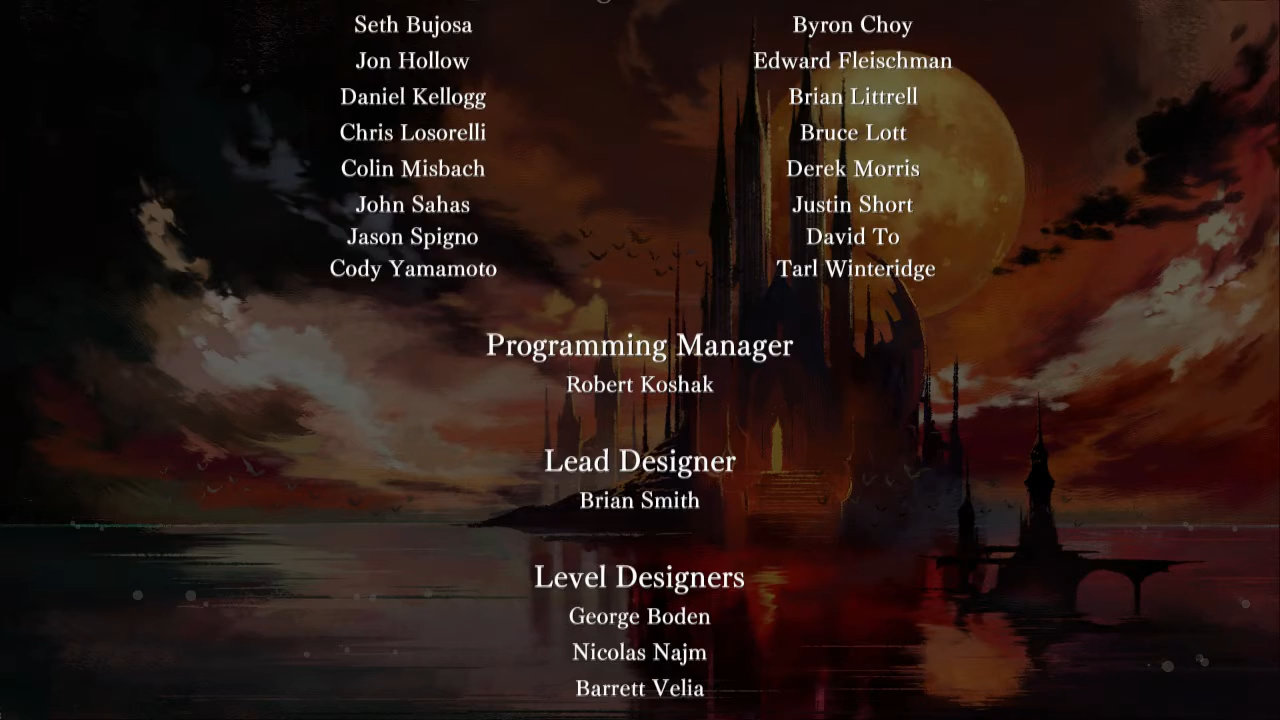 Seth Bujosa Byron Choy
Jon Hollow Edward Fleischman
Daniel Kellogg Brian Littrell
Chris Losorelli Bruce Lott
Colin Misbach Derek Morris
John Sahas Justin Short
Jason Spigno David To
Cody Yamamoto Tarl Winteridge
Programming Manager
Robert Koshak
Lead Designer
Brian Smith
Level Designers
George Boden
Nicolas Najm
Barrett Velia